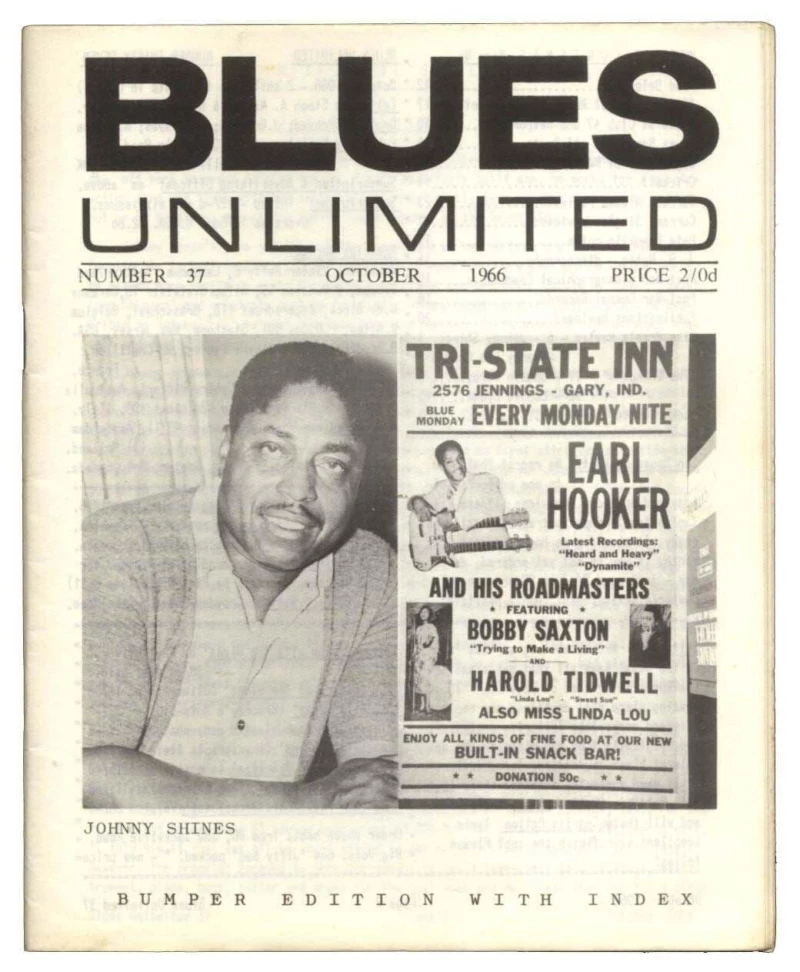 BLUES
UNLIMITED
NUMBER 37 OCTOBER 1966 PRICE 2/0d
TRI-STATE INN
2576 JENNINGS - GARY, IND.
BLUE MONDAY EVERY MONDAY NITE
EARL
HOOKER
Latest Recordings:
"Heard and Heavy"
"Dynamite"
AND HIS ROADMASTERS
* FEATURING *
BOBBY SAXTON
"Trying to Make a Living"
AND
HAROLD TIDWELL
"Linda Lou" - "Sweet Sue"
ALSO MISS LINDA LOU
ENJOY ALL KINDS OF FINE FOOD AT OUR NEW
BUILT-IN SNACK BAR!
* * DONATION 50c * *
JOHNNY SHINES
BUMPER EDITION WITH INDEX